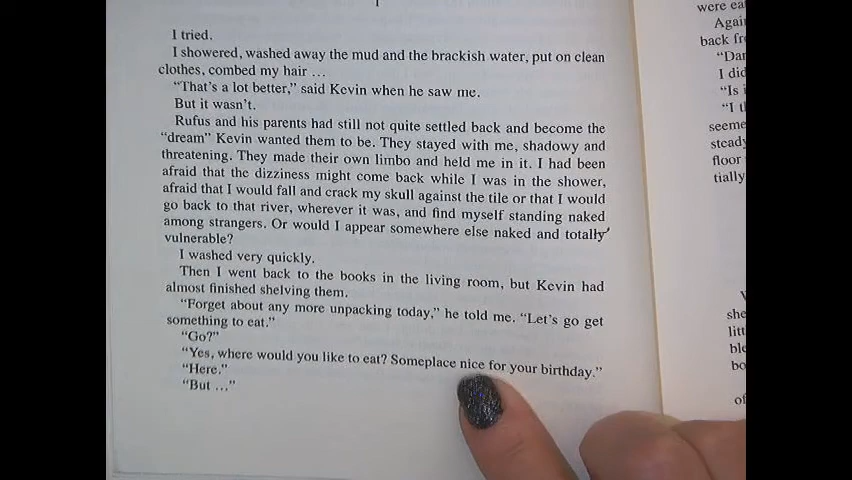 I tried.
I showered, washed away the mud and the brackish water, put on clean
clothes, combed my hair ...
“That's a lot better,” said Kevin when he saw me.
But it wasn't.
Rufus and his parents had still not quite settled back and become the
“dream” Kevin wanted them to be. They stayed with me, shadowy and
threatening. They made their own limbo and held me in it. I had been
afraid that the dizziness might come back while I was in the shower,
afraid that I would fall and crack my skull against the tile or that I would
go back to that river, wherever it was, and find myself standing naked
among strangers. Or would I appear somewhere else naked and totally
vulnerable?
I washed very quickly.
Then I went back to the books in the living room, but Kevin had
almost finished shelving them.
“Forget about any more unpacking today,” he told me. “Let's go get
something to eat.”
“Go?”
“Yes, where would you like to eat? Someplace nice for your birthday.”
“Here.”
“But ...”
were ea
Agai
back fr
“Da
I did
“Is i
“I t
seeme
steady
floor
tially
she
litt
ble
bo
of